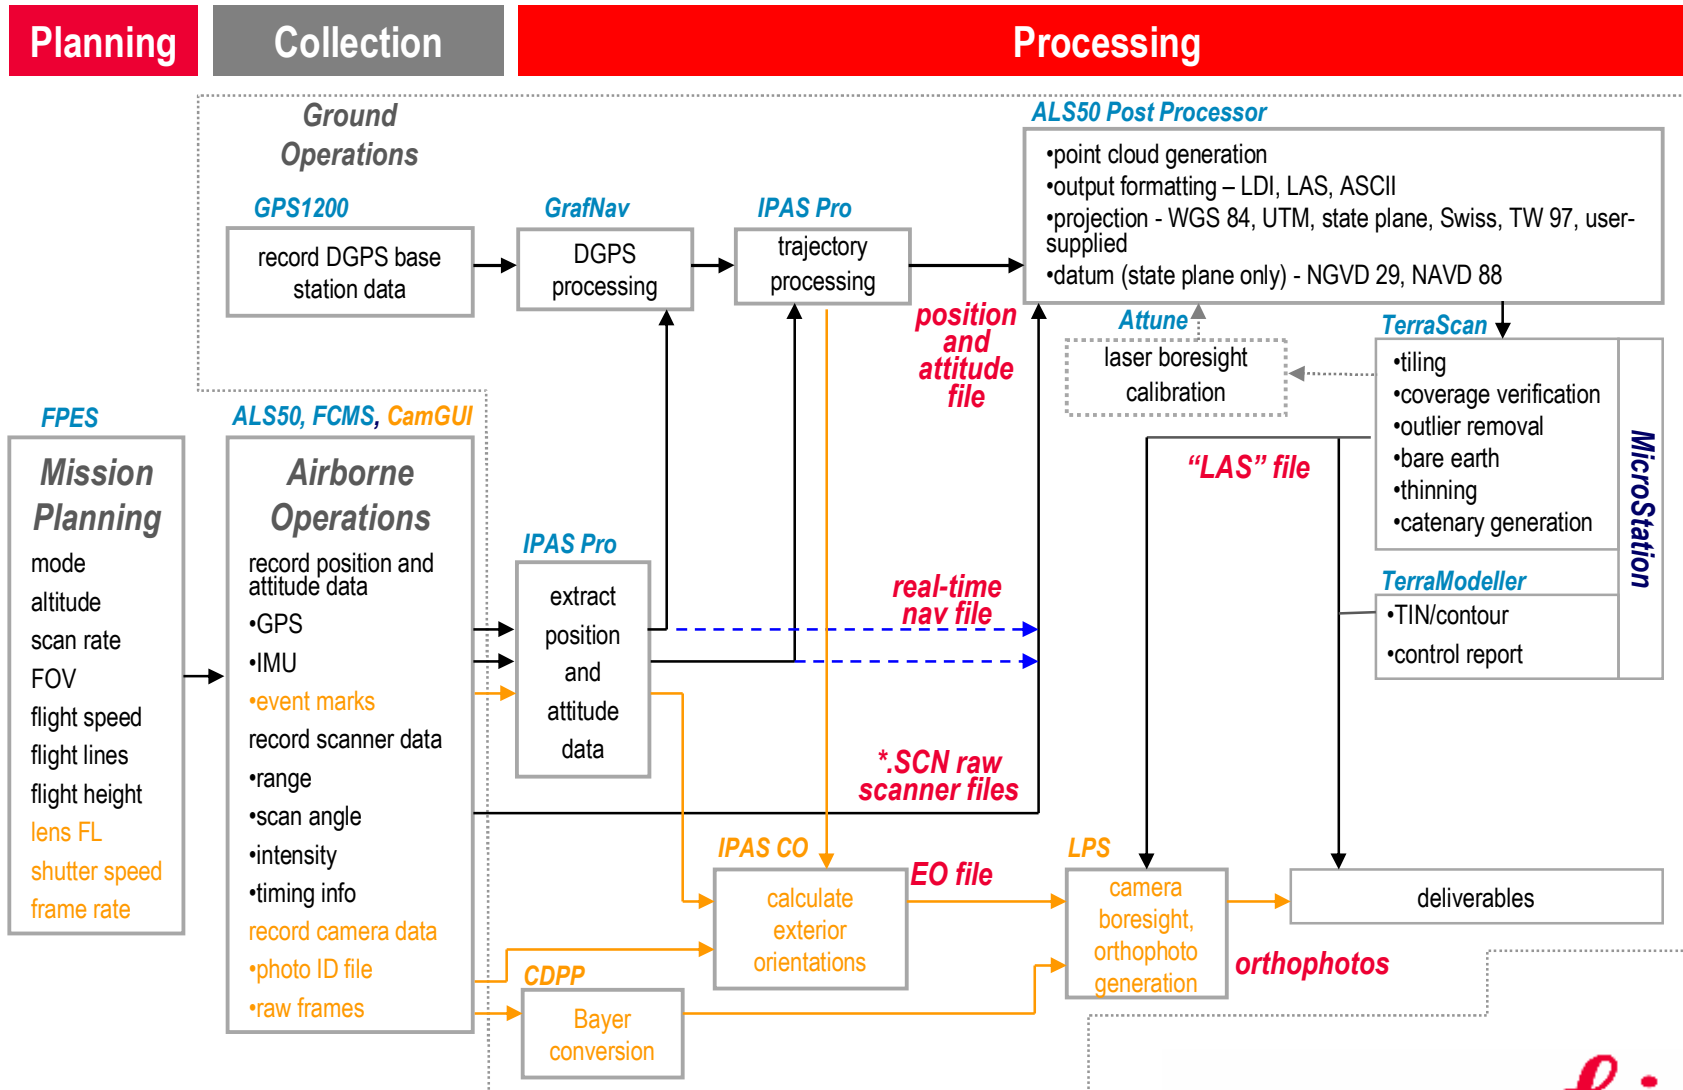 Planning
Collection
Processing
Ground
Operations
GPS1200
record DGPS base
station data
GrafNav
DGPS
processing
IPAS Pro
trajectory
processing
ALS50 Post Processor
•point cloud generation
•output formatting – LDI, LAS, ASCII
•projection - WGS 84, UTM, state plane, Swiss, TW 97, user-
supplied
•datum (state plane only) - NGVD 29, NAVD 88
position
and
attitude
file
Attune
laser boresight
calibration
TerraScan
•tiling
•coverage verification
•outlier removal
•bare earth
•thinning
•catenary generation
MicroStation
TerraModeller
•TIN/contour
•control report
"LAS" file
FPES
Mission
Planning
mode
altitude
scan rate
FOV
flight speed
flight lines
flight height
lens FL
shutter speed
frame rate
ALS50, FCMS, CamGUI
Airborne
Operations
record position and
attitude data
•GPS
•IMU
•event marks
record scanner data
•range
•scan angle
•intensity
•timing info
record camera data
•photo ID file
•raw frames
IPAS Pro
extract
position
and
attitude
data
real-time
nav file
*.SCN raw
scanner files
IPAS CO
calculate
exterior
orientations
EO file
CDPP
Bayer
conversion
LPS
camera
boresight,
orthophoto
generation
orthophotos
deliverables